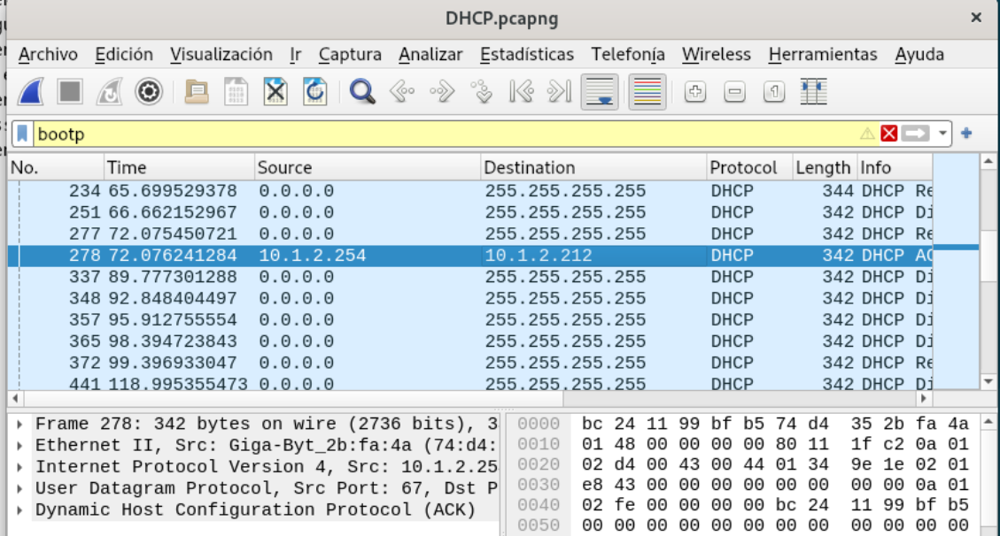 DHCP.pcapng
Archivo Edición Visualización Ir Captura Analizar Estadísticas Telefonía Wireless Herramientas Ayuda
bootp
No. Time Source Destination Protocol Length Info
234 65.699529378 0.0.0.0 255.255.255.255 DHCP 344 DHCP Re
251 66.662152967 0.0.0.0 255.255.255.255 DHCP 342 DHCP Di
277 72.075450721 0.0.0.0 255.255.255.255 DHCP 342 DHCP Re
278 72.076241284 10.1.2.254 10.1.2.212 DHCP 342 DHCP AC
337 89.777301288 0.0.0.0 255.255.255.255 DHCP 342 DHCP Di
348 92.848404497 0.0.0.0 255.255.255.255 DHCP 342 DHCP Di
357 95.912755554 0.0.0.0 255.255.255.255 DHCP 342 DHCP Di
365 98.394723843 0.0.0.0 255.255.255.255 DHCP 342 DHCP Di
372 99.396933047 0.0.0.0 255.255.255.255 DHCP 342 DHCP Re
441 118.995355473 0.0.0.0 255.255.255.255 DHCP 342 DHCP Di
Frame 278: 342 bytes on wire (2736 bits), 3
Ethernet II, Src: Giga-Byt_2b:fa:4a (74:d4:
Internet Protocol Version 4, Src: 10.1.2.25
User Datagram Protocol, Src Port: 67, Dst P
Dynamic Host Configuration Protocol (ACK)
0000 bc 24 11 99 bf b5 74 d4 35 2b fa 4a
0010 01 48 00 00 00 00 80 11 1f c2 0a 01
0020 02 d4 00 43 00 44 01 34 9e 1e 02 01
0030 e8 43 00 00 00 00 00 00 00 00 0a 01
0040 02 fe 00 00 00 00 bc 24 11 99 bf b5
0050 00 00 00 00 00 00 00 00 00 00 00 00